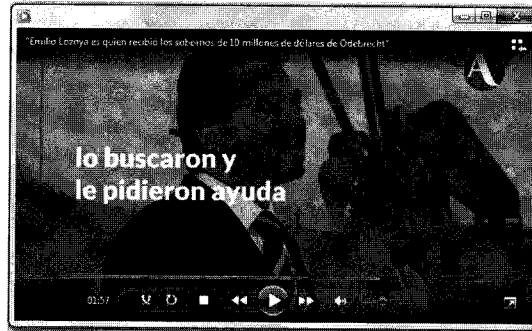 "Emilio Lozoya es quien recibió los sobornos de 10 millones de dólares de Odebrecht"
A
lo buscaron y
le pidieron ayuda
01:57